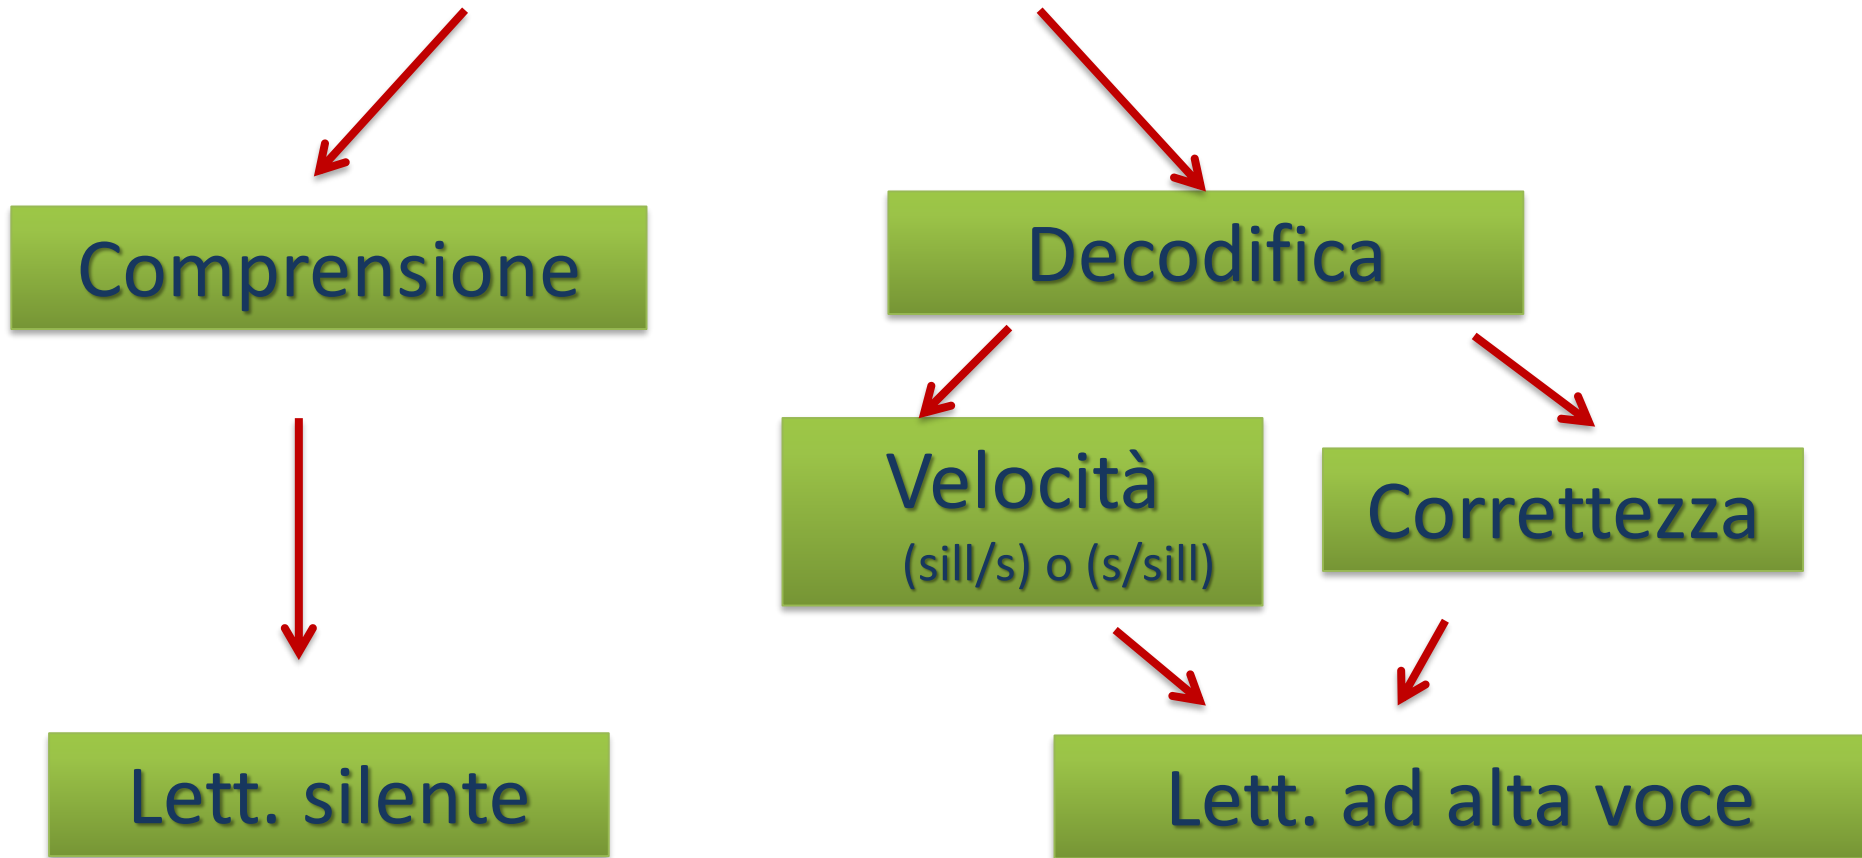 Comprensione
Decodifica
Velocità
(sill/s) o (s/sill)
Correttezza
Lett. silente
Lett. ad alta voce